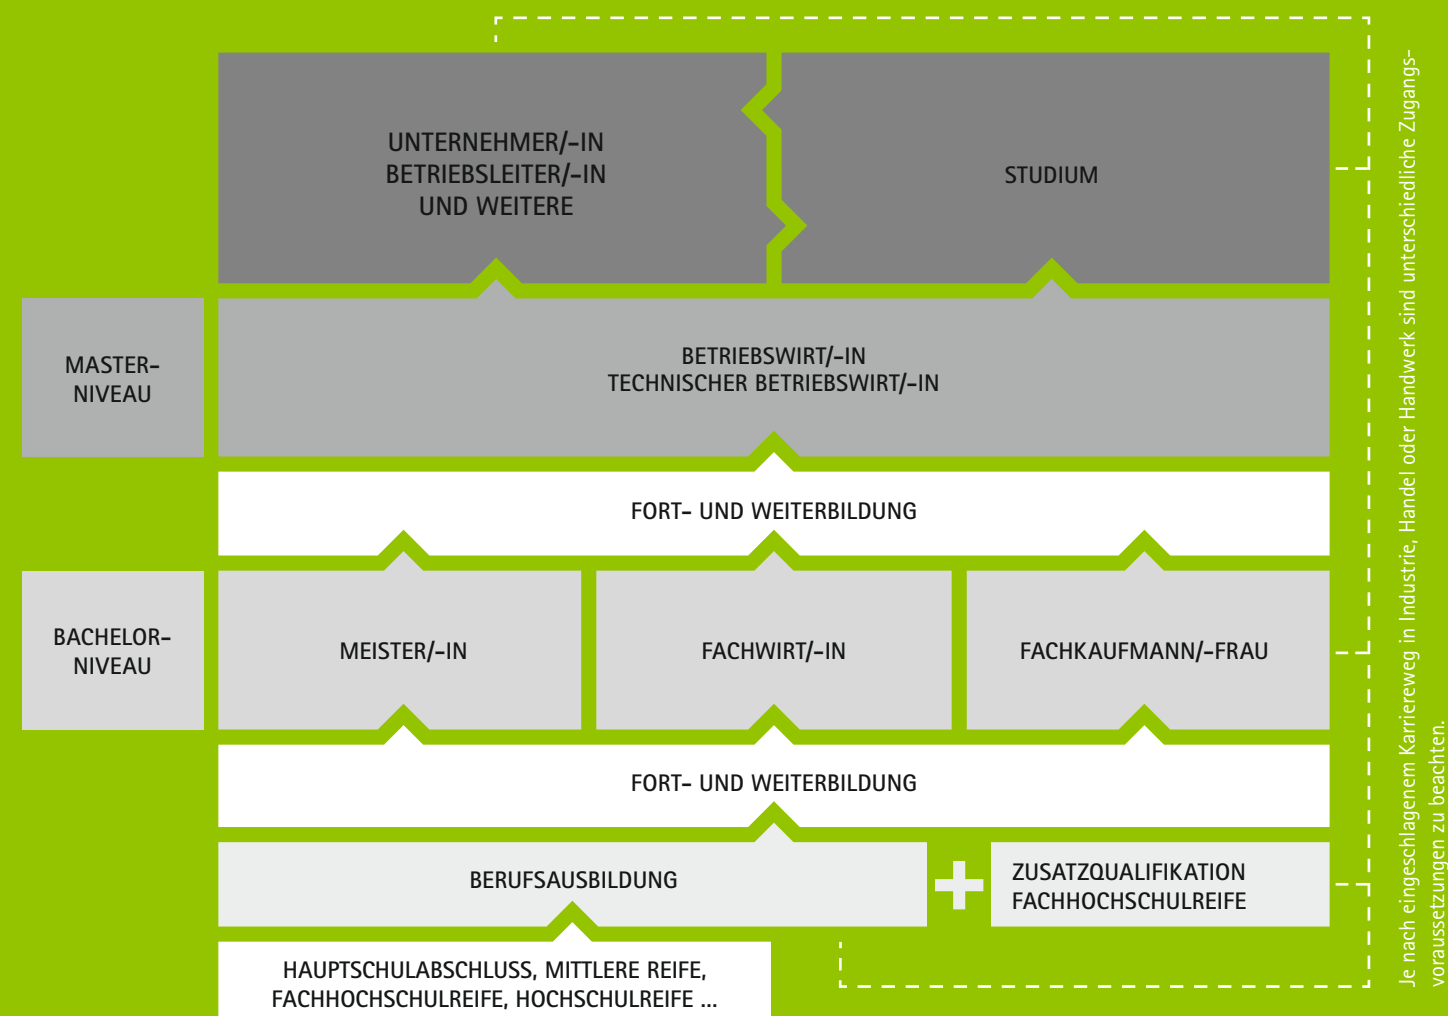 UNTERNEHMER/-IN
BETRIEBSLEITER/-IN
UND WEITERE
STUDIUM
MASTER-
NIVEAU
BETRIEBSWIRT/-IN
TECHNISCHER BETRIEBSWIRT/-IN
FORT- UND WEITERBILDUNG
BACHELOR-
NIVEAU
MEISTER/-IN
FACHWIRT/-IN
FACHKAUFMANN/-FRAU
FORT- UND WEITERBILDUNG
BERUFSAUSBILDUNG
ZUSATZQUALIFIKATION
FACHHOCHSCHULREIFE
HAUPTSCHULABSCHLUSS, MITTLERE REIFE,
FACHHOCHSCHULREIFE, HOCHSCHULREIFE ...
Je nach eingeschlagenem Karriereweg in Industrie, Handel oder Handwerk sind unterschiedliche Zugangs-
voraussetzungen zu beachten.